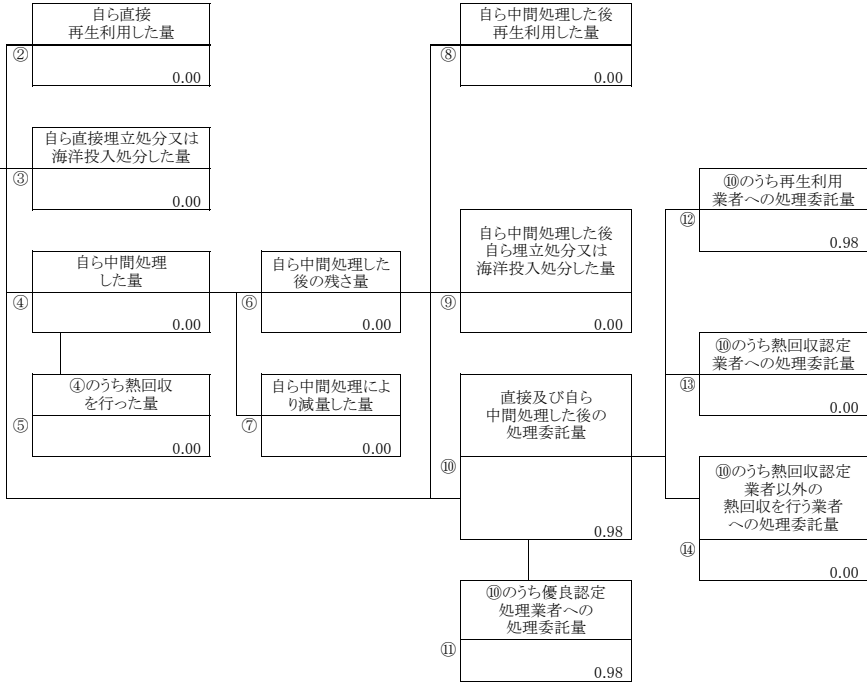 自ら直接
再生利用した量
②
0.00
自ら中間処理した後
再生利用した量
⑧
0.00
自ら直接埋立処分又は
海洋投入処分した量
③
0.00
⑩のうち再生利用
業者への処理委託量
⑫
0.98
自ら中間処理した後
自ら埋立処分又は
海洋投入処分した量
⑨
0.00
自ら中間処理
した量
④
0.00
自ら中間処理した
後の残さ量
⑥
0.00
⑩のうち熱回収認定
業者への処理委託量
⑬
0.00
④のうち熱回収
を行った量
⑤
0.00
自ら中間処理によ
り減量した量
⑦
0.00
直接及び自ら
中間処理した後の
処理委託量
⑩
0.98
⑩のうち熱回収認定
業者以外の
熱回収を行う業者
への処理委託量
⑭
0.00
⑩のうち優良認定
処理業者への
処理委託量
⑪
0.98